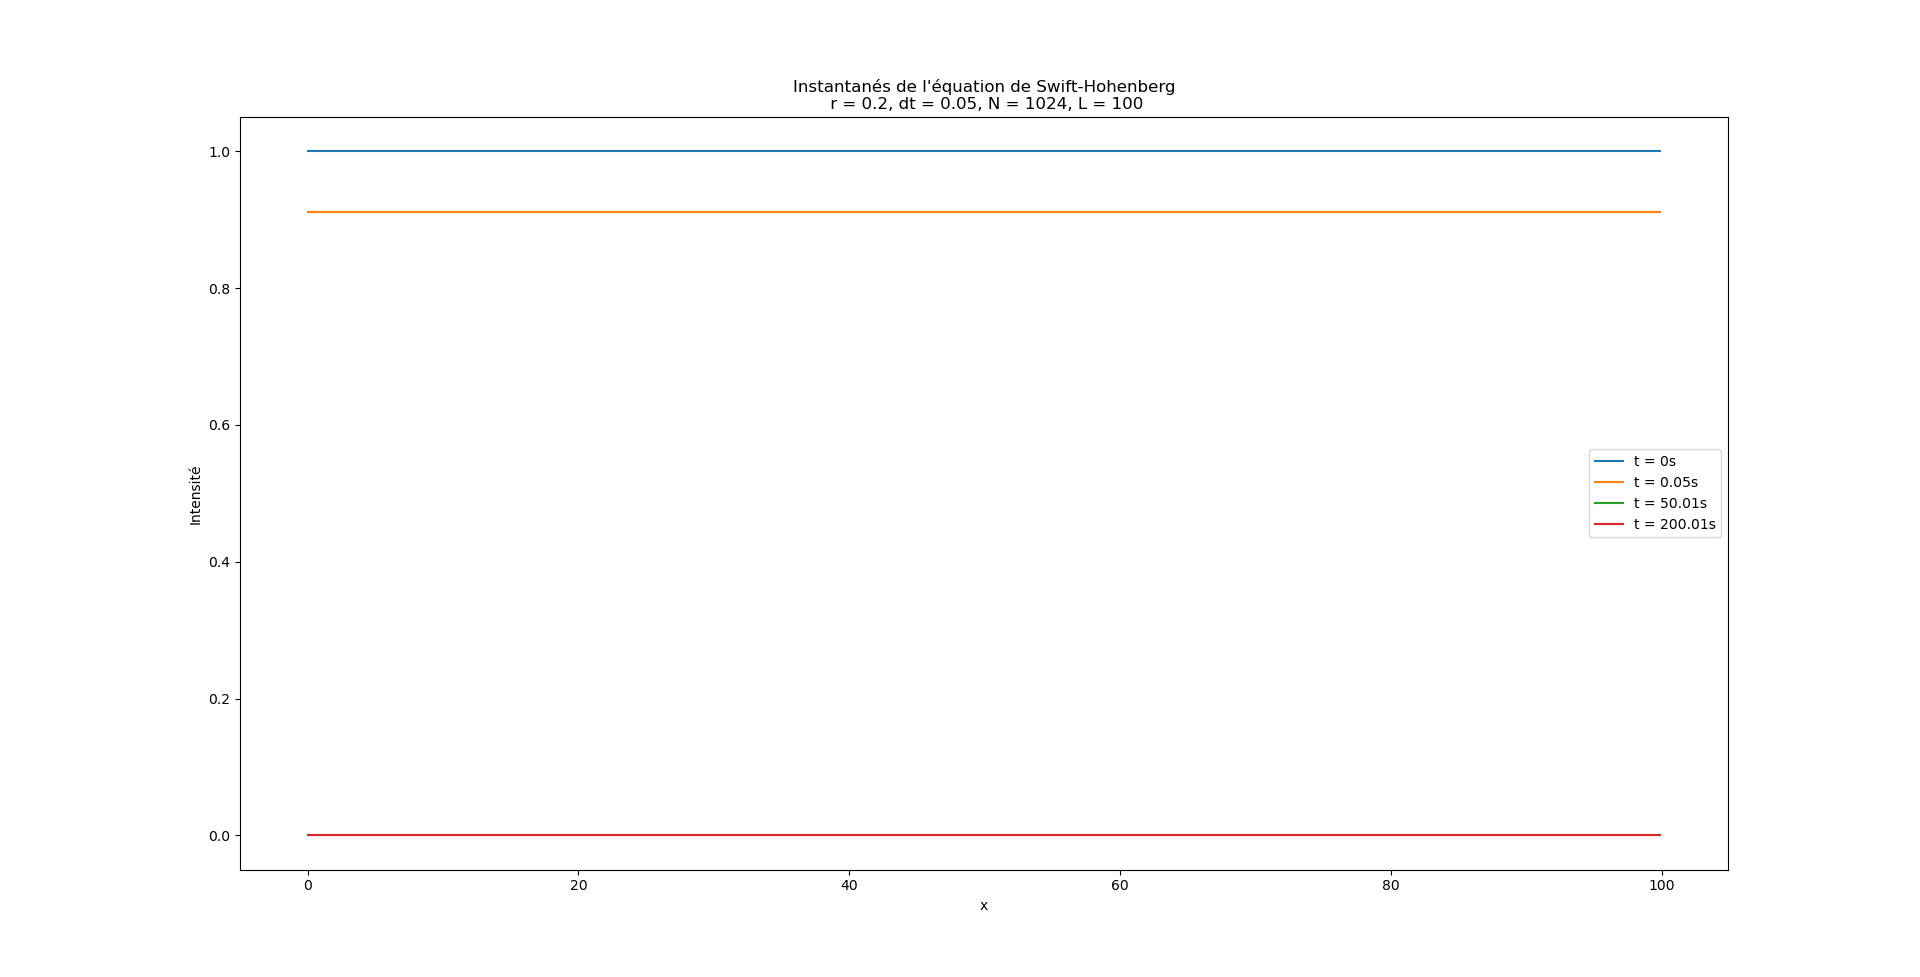 Instantanés de l'équation de Swift-Hohenberg
r = 0.2, dt = 0.05, N = 1024, L = 100
1.0
0.8
0.6
0.4
0.2
0.0
Intensité
t = 0s
t = 0.05s
t = 50.01s
t = 200.01s
0 20 40 60 80 100
x